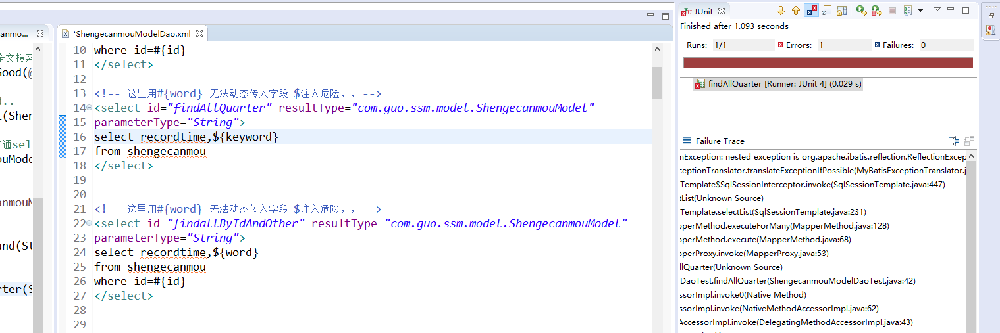 anmo...
*ShengecanmouModelDao.xml
全文搜索
Good(@
l(Shen
通sel
ouMode
anmouM
und(St
rter(S
10 where id=#{id}
11 </select>
12
13 <!-- 这里用#{word} 无法动态传入字段 $注入危险，，-->
14 <select id="findAllQuarter" resultType="com.guo.ssm.model.ShengecanmouModel"
15 parameterType="String">
16 select recordtime,${keyword}
17 from shengecanmou
18 </select>
19
20
21 <!-- 这里用#{word} 无法动态传入字段 $注入危险，，-->
22 <select id="findallByIdAndOther" resultType="com.guo.ssm.model.ShengecanmouModel"
23 parameterType="String">
24 select recordtime,${word}
25 from shengecanmou
26 where id=#{id}
27 </select>
28
29
JUnit
Finished after 1.093 seconds
Runs: 1/1 Errors: 1 Failures: 0
findAllQuarter [Runner: JUnit 4] (0.029 s)
Failure Trace
nException: nested exception is org.apache.ibatis.reflection.ReflectionExcep
ceptionTranslator.translateExceptionIfPossible(MyBatisExceptionTranslator.j
Template$SqlSessionInterceptor.invoke(SqlSessionTemplate.java:447)
tList(Unknown Source)
Template.selectList(SqlSessionTemplate.java:231)
pperMethod.executeForMany(MapperMethod.java:128)
pperMethod.execute(MapperMethod.java:68)
pperProxy.invoke(MapperProxy.java:53)
llQuarter(Unknown Source)
DaoTest.findAllQuarter(ShengecanmouModelDaoTest.java:42)
ssorImpl.invoke0(Native Method)
ssorImpl.invoke(NativeMethodAccessorImpl.java:62)
AccessorImpl.invoke(DelegatingMethodAccessorImpl.java:43)